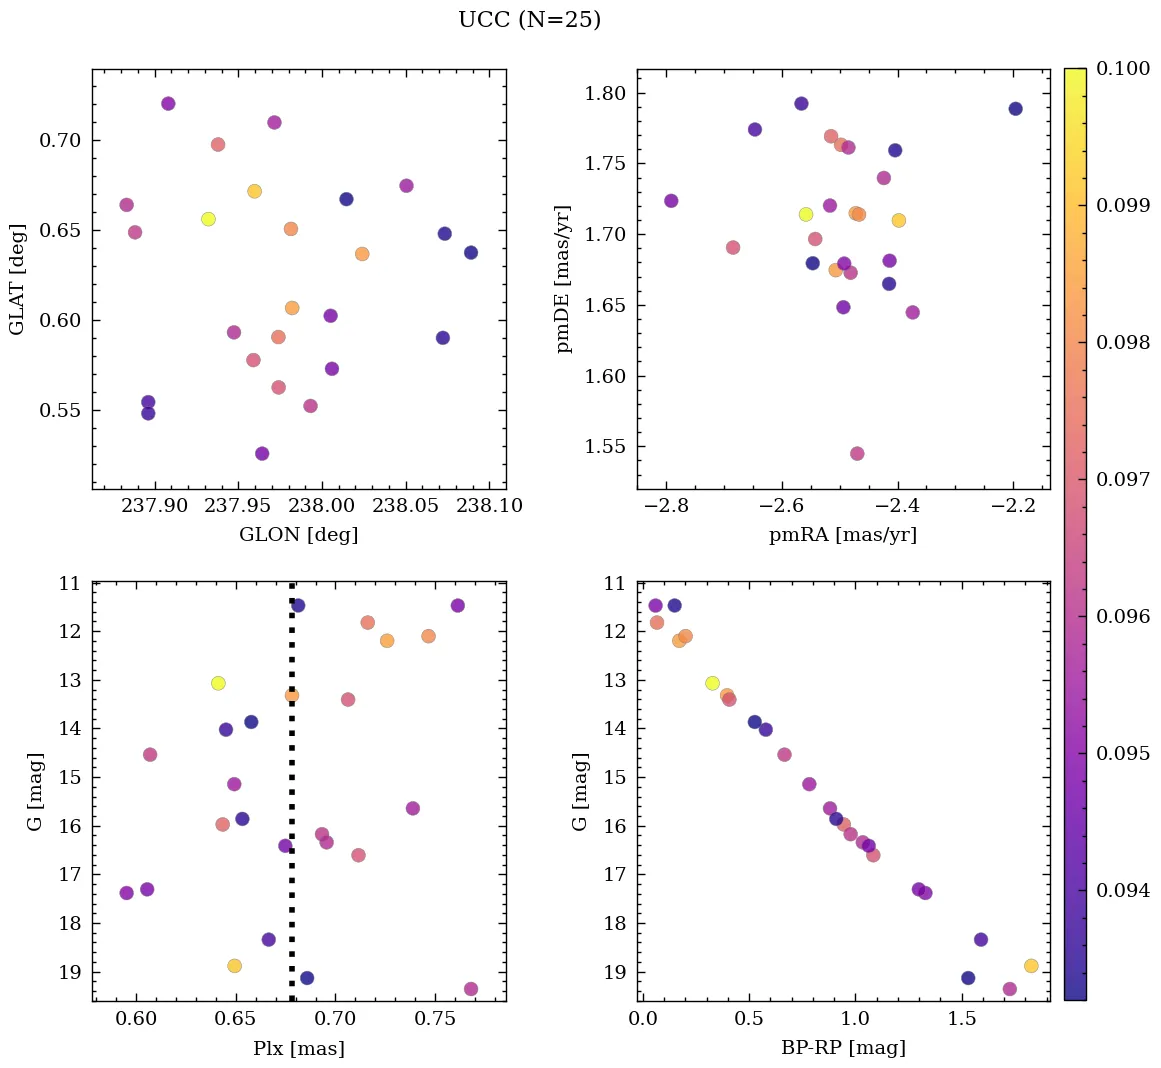 UCC (N=25)
0.70
0.65
0.60
0.55
GLAT [deg]
237.90 237.95 238.00 238.05 238.10
GLON [deg]
1.80
1.75
1.70
1.65
1.60
1.55
pmDE [mas/yr]
−2.8 −2.6 −2.4 −2.2
pmRA [mas/yr]
11
12
13
14
15
16
17
18
19
G [mag]
0.60 0.65 0.70 0.75
Plx [mas]
11
12
13
14
15
16
17
18
19
G [mag]
0.0 0.5 1.0 1.5
BP-RP [mag]
0.100
0.099
0.098
0.097
0.096
0.095
0.094